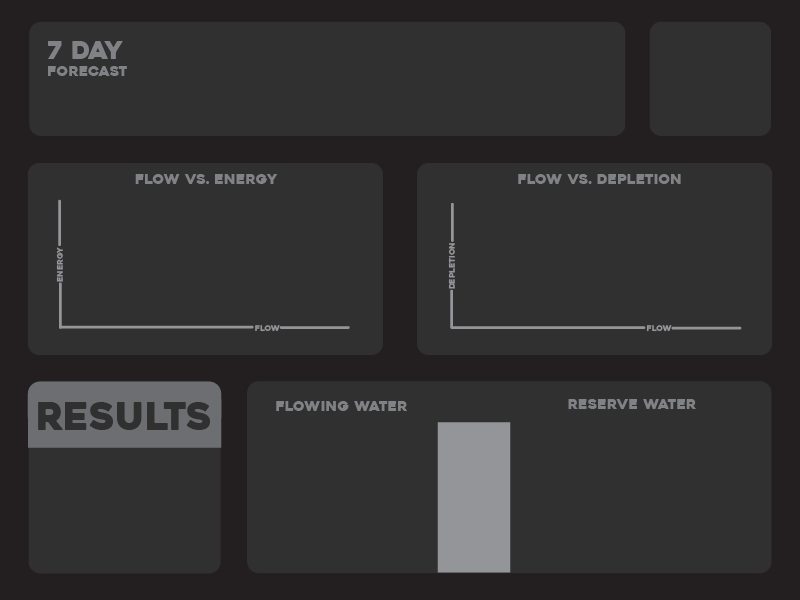 7 DAY
FORECAST
FLOW VS. ENERGY
ENERGY
FLOW
FLOW VS. DEPLETION
DEPLETION
FLOW
RESULTS
FLOWING WATER
RESERVE WATER